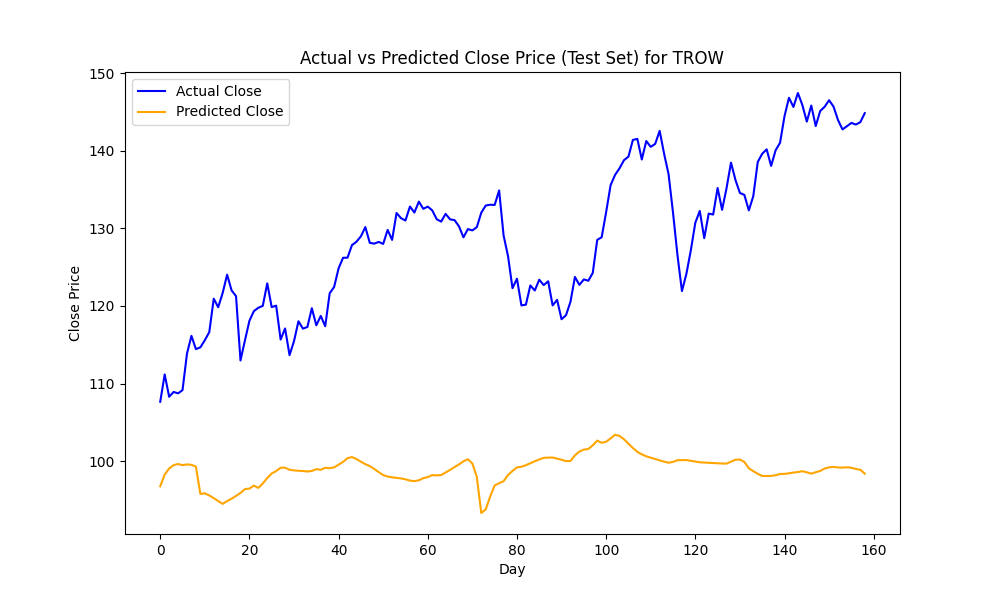 Actual vs Predicted Close Price (Test Set) for TROW
150
140
130
120
110
100
Close Price
Actual Close
Predicted Close
0 20 40 60 80 100 120 140 160
Day